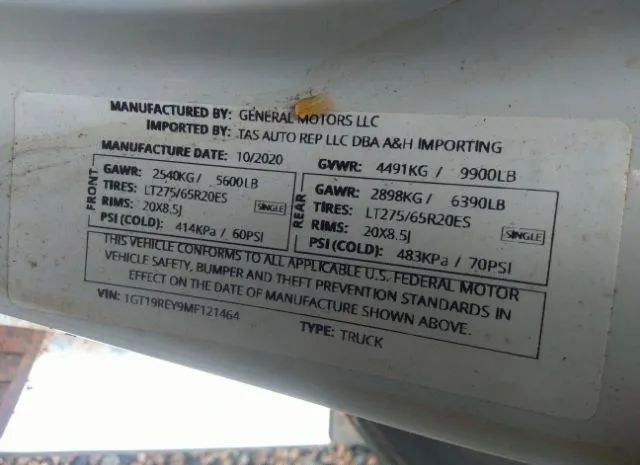 MANUFACTURED BY: GENERAL MOTORS LLC
IMPORTED BY: TAS AUTO REP LLC DBA A&H IMPORTING
MANUFACTURE DATE: 10/2020 GVWR: 4491KG / 9900LB
FRONT
GAWR: 2540KG / 5600LB
TIRES: LT275/65R20ES
RIMS: 20X8.5J SINGLE
PSI (COLD): 414KPa / 60PSI
REAR
GAWR: 2898KG / 6390LB
TIRES: LT275/65R20ES
RIMS: 20X8.5J SINGLE
PSI (COLD): 483KPa / 70PSI
THIS VEHICLE CONFORMS TO ALL APPLICABLE U.S. FEDERAL MOTOR
VEHICLE SAFETY, BUMPER AND THEFT PREVENTION STANDARDS IN
EFFECT ON THE DATE OF MANUFACTURE SHOWN ABOVE.
VIN: 1GT19REY9MF121464 TYPE: TRUCK